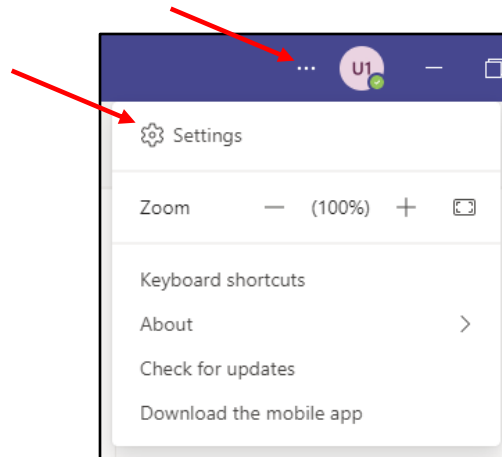 ... U1
Settings
Zoom — (100%) +
Keyboard shortcuts
About
Check for updates
Download the mobile app